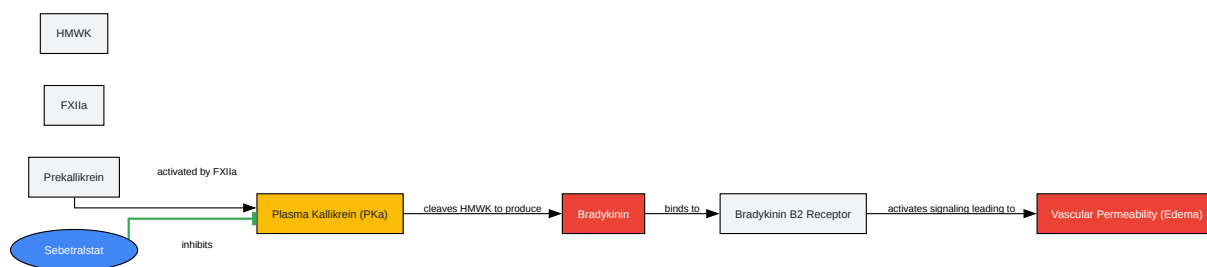 HMWK
FXIIa
Prekallikrein
activated by FXIIa
Plasma Kallikrein (PKa)
cleaves HMWK to produce
Bradykinin
binds to
Bradykinin B2 Receptor
activates signaling leading to
Vascular Permeability (Edema)
Sebetralstat
inhibits